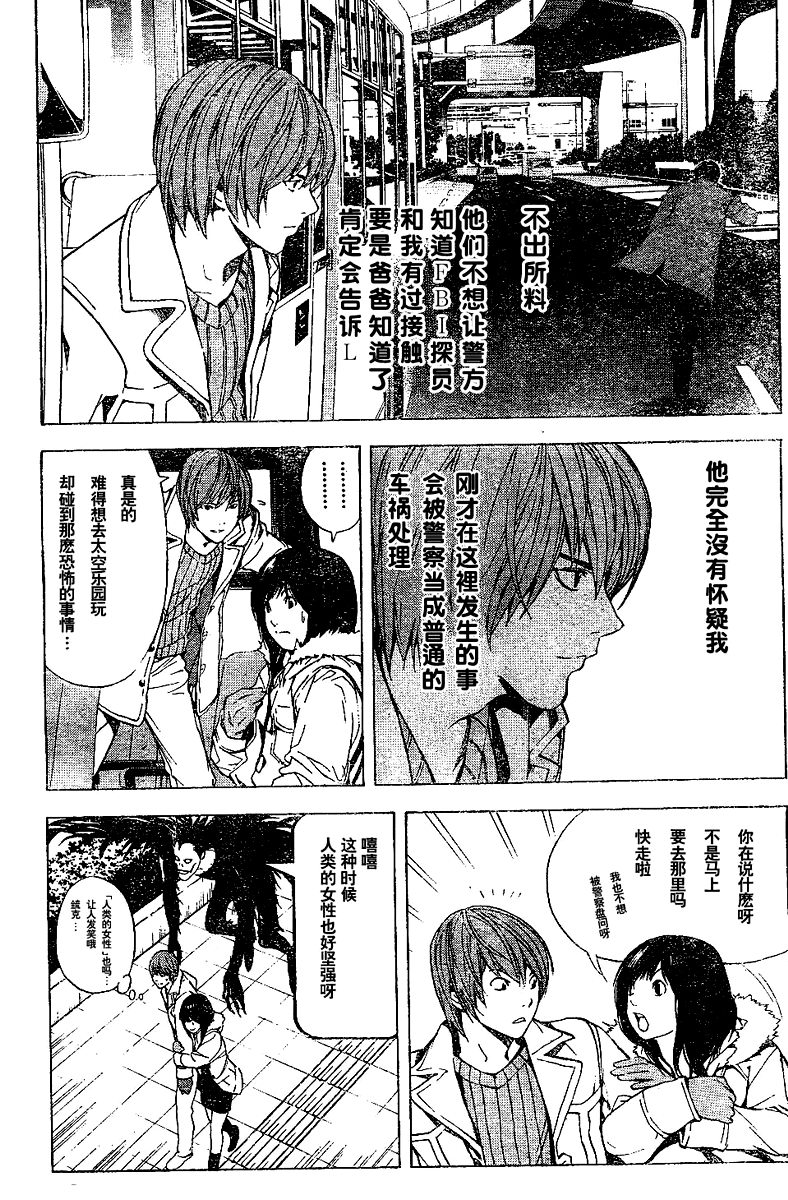 不出所料
他们不想让警方
知道FBI探员
和我有过接触
要是爸爸知道了
肯定会告诉L
他完全沒有怀疑我
刚才在这裡发生的事
会被警察当成普通的
车祸处理
………
………
真是的
难得想去太空乐园玩
却碰到那麽恐怖的事情…
你在说什麽呀
不是马上
要去那里吗
快走啦
我也不想
被警察盘问呀
嘻嘻
这种时候
人类的女性也好坚强呀
「人类的女性」也吗…
让人发笑哦
硫克…